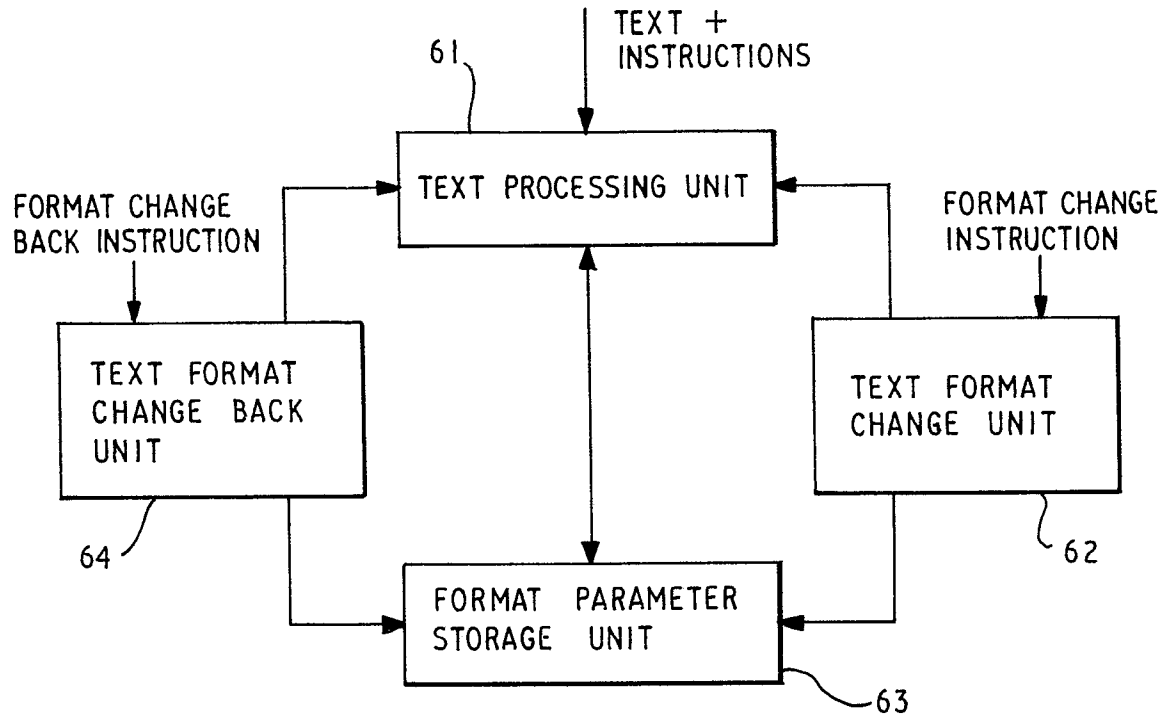 TEXT +
INSTRUCTIONS
61
TEXT PROCESSING UNIT
FORMAT CHANGE
BACK INSTRUCTION
FORMAT CHANGE
INSTRUCTION
TEXT FORMAT
CHANGE BACK
UNIT
TEXT FORMAT
CHANGE UNIT
64
62
FORMAT PARAMETER
STORAGE UNIT
63